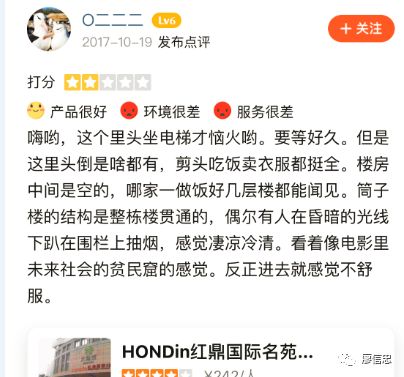 O二二二 Lv6
+ 关注
2017-10-19 发布点评
打分
产品很好 环境很差 服务很差
嗨哟，这个里头坐电梯才恼火哟。要等好久。但是
这里头倒是啥都有，剪头吃饭卖衣服都挺全。楼房
中间是空的，哪家一做饭好几层楼都能闻见。筒子
楼的结构是整栋楼贯通的，偶尔有人在昏暗的光线
下趴在围栏上抽烟，感觉凄凉冷清。看着像电影里
未来社会的贫民窟的感觉。反正进去就感觉不舒
服。
HONDin红鼎国际名苑...
¥242/人
廖信忠